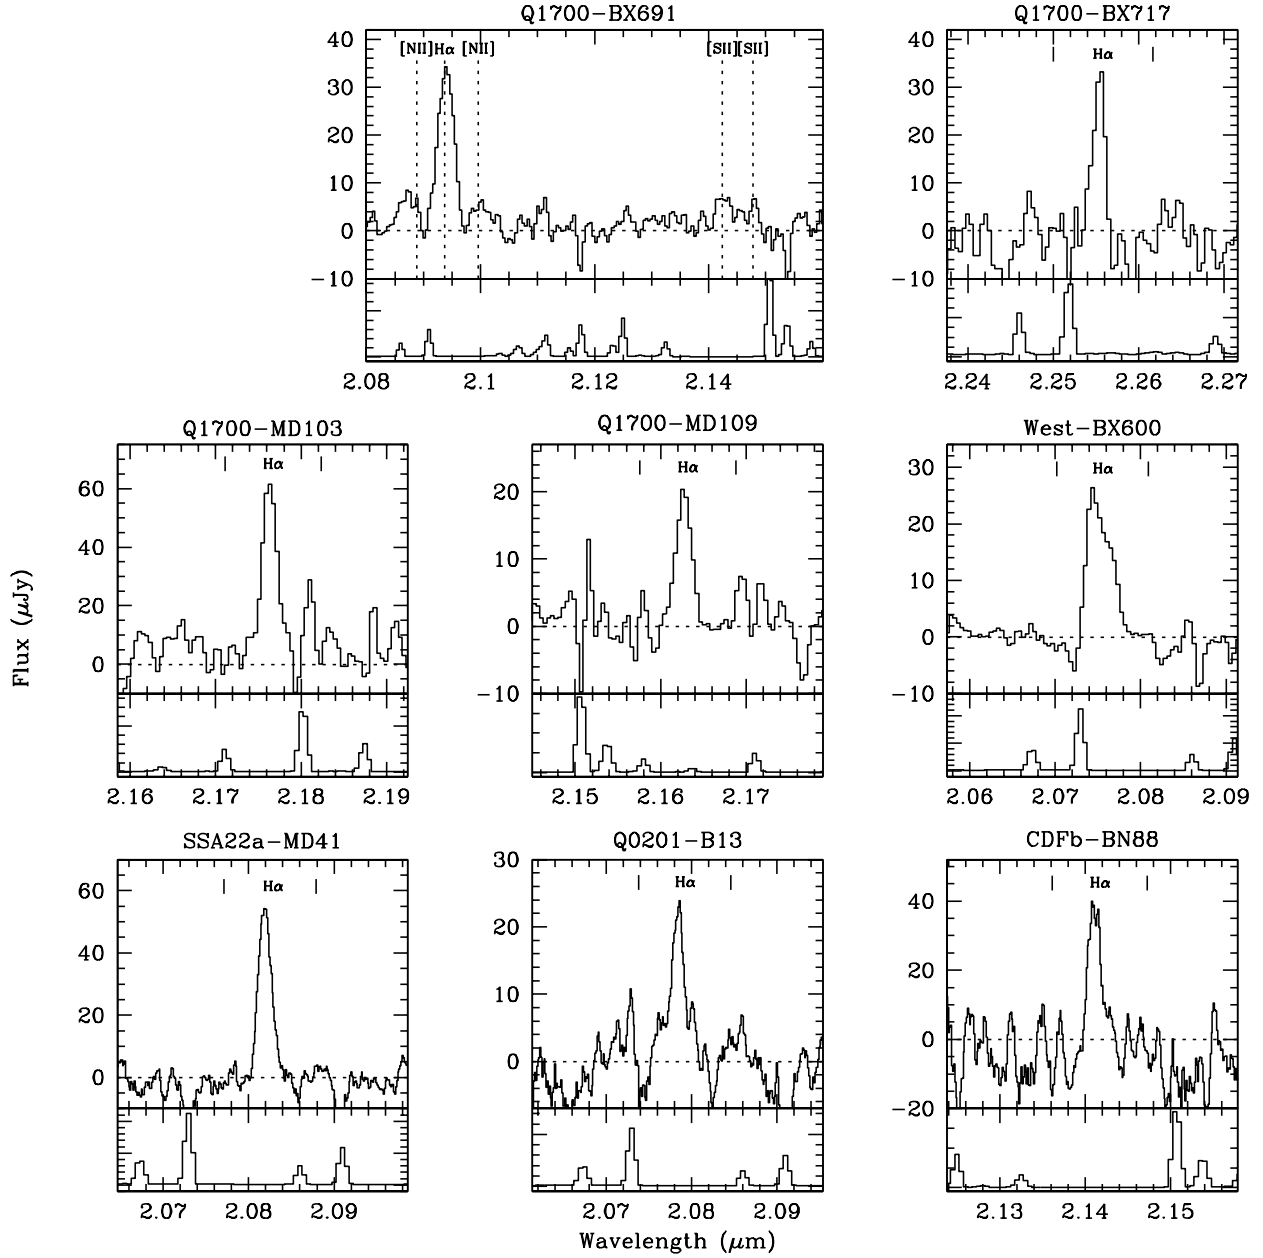 Q1700-BX691 Q1700-BX717
40 [NII] Hα [NII] [SII] [SII] 40 Hα
30 30
20 20
10 10
0 0
-10 -10
2.08 2.1 2.12 2.14 2.24 2.25 2.26 2.27
Q1700-MD103 Q1700-MD109 West-BX600
Hα Hα Hα
60 20 30
40 10 20
20 0 10
0 -10 0
-10
2.16 2.17 2.18 2.19 2.15 2.16 2.17 2.06 2.07 2.08 2.09
Flux (μJy)
SSA22a-MD41 Q0201-B13 CDFb-BN88
Hα Hα Hα
60 30 40
40 20 20
20 10 0
0 0 -20
2.07 2.08 2.09 2.07 2.08 2.09 2.13 2.14 2.15
Wavelength (μm)